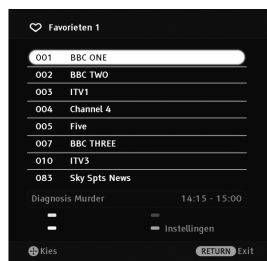 Favorieten 1
001 BBC ONE
002 BBC TWO
003 ITV1
004 Channel 4
005 Five
007 BBC THREE
010 ITV3
083 Sky Spts News
Diagnosis Murder 14:15 - 15:00
Instellingen
Kies RETURN Exit